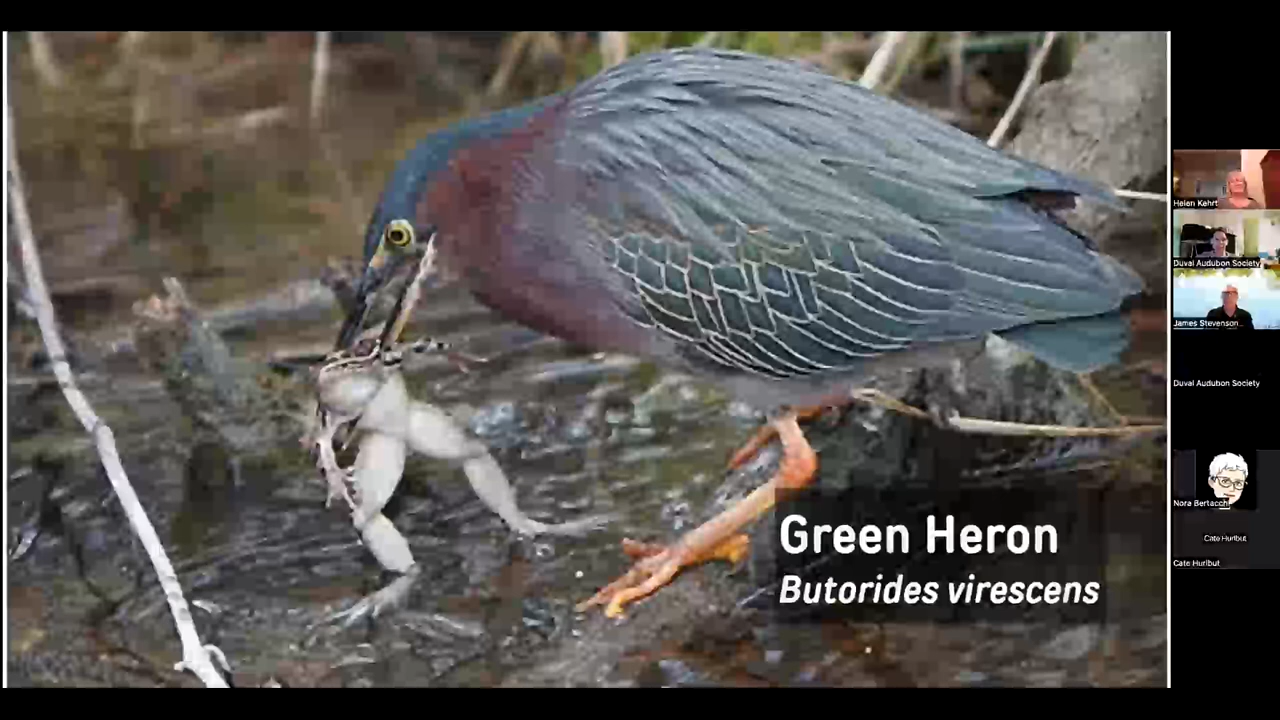 Green Heron
Butorides virescens
Helen Kehrt
Duval Audubon Society
James Stevenson
Duval Audubon Society
Nora Bertacchi
Cate Hurlbut
Cate Hurlbut